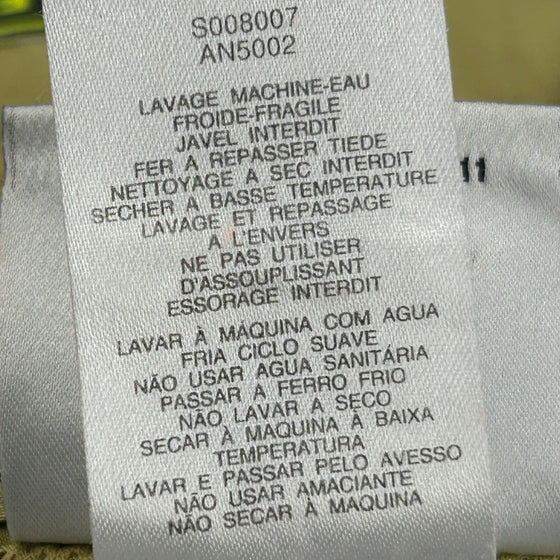 S008007
AN5002
LAVAGE MACHINE-EAU
FROIDE-FRAGILE
JAVEL INTERDIT
FER A REPASSER TIEDE
NETTOYAGE A SEC INTERDIT
SECHER A BASSE TEMPERATURE
LAVAGE ET REPASSAGE
A L'ENVERS
NE PAS UTILISER
D'ASSOUPLISSANT
ESSORAGE INTERDIT
LAVAR À MAQUINA COM AGUA
FRIA CICLO SUAVE
NÃO USAR AGUA SANITÁRIA
PASSAR A FERRO FRIO
NÃO LAVAR A SECO
SECAR À MAQUINA À BAIXA
TEMPERATURA
LAVAR E PASSAR PELO AVESSO
NÃO USAR AMACIANTE
NÃO SECAR À MAQUINA